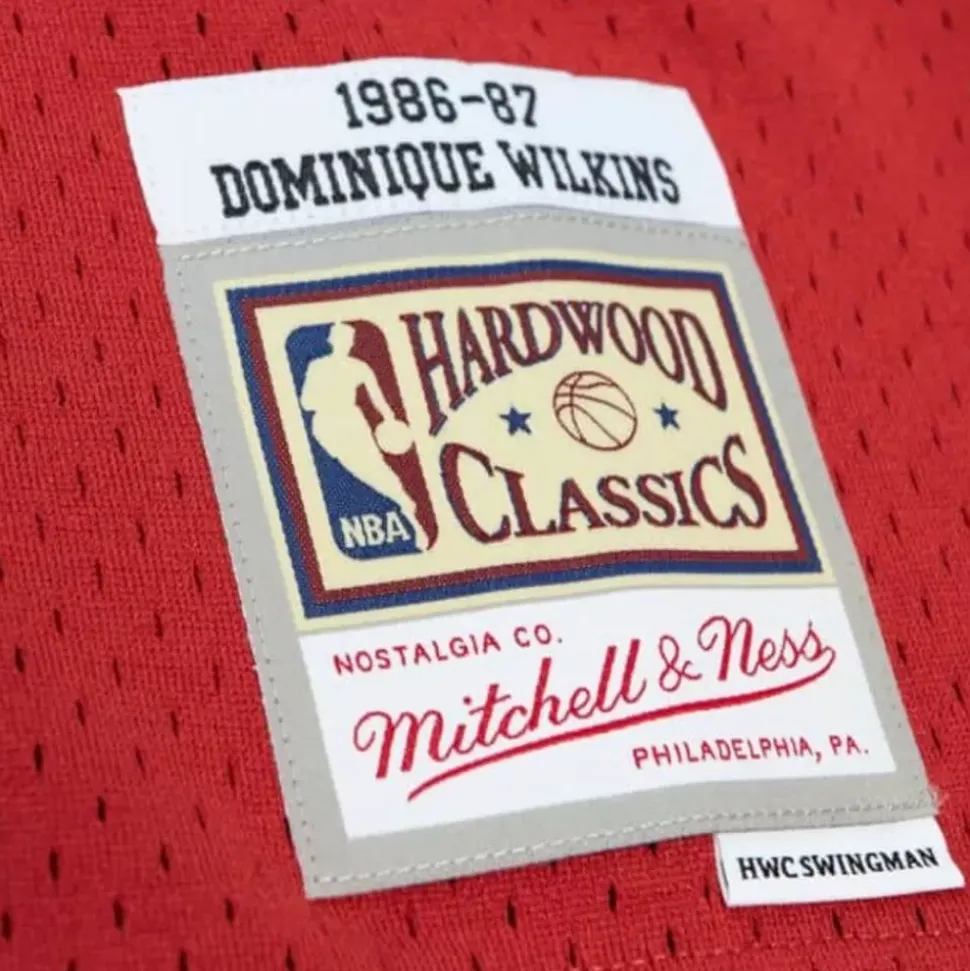 1986-87
DOMINIQUE WILKINS
HARDWOOD
CLASSICS
NBA
NOSTALGIA CO.
Mitchell & Ness
PHILADELPHIA, PA.
HWC SWINGMAN